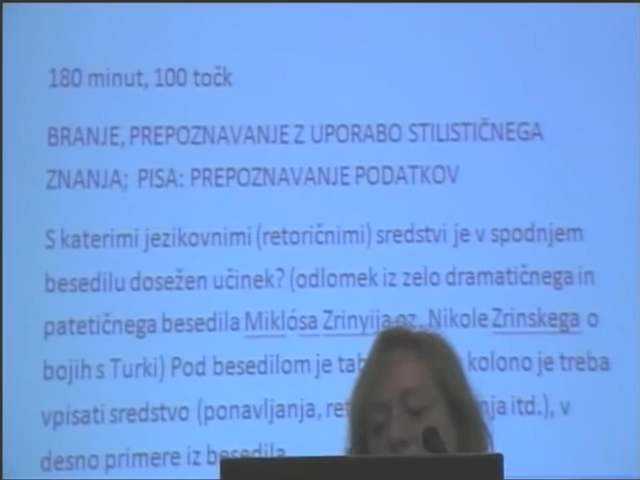 180 minut, 100 točk
BRANJE, PREPOZNAVANJE Z UPORABO STILISTIČNEGA
ZNANJA; PISA: PREPOZNAVANJE PODATKOV
S katerimi jezikovnimi (retoričnimi) sredstvi je v spodnjem
besedilu dosežen učinek? (odlomek iz zelo dramatičnega in
patetičnega besedila Miklósa Zrinyija oz. Nikole Zrinskega o
bojih s Turki) Pod besedilom je kolono je treba
vpisati sredstvo (ponavljanja, itd.), v
desno primere iz besedila